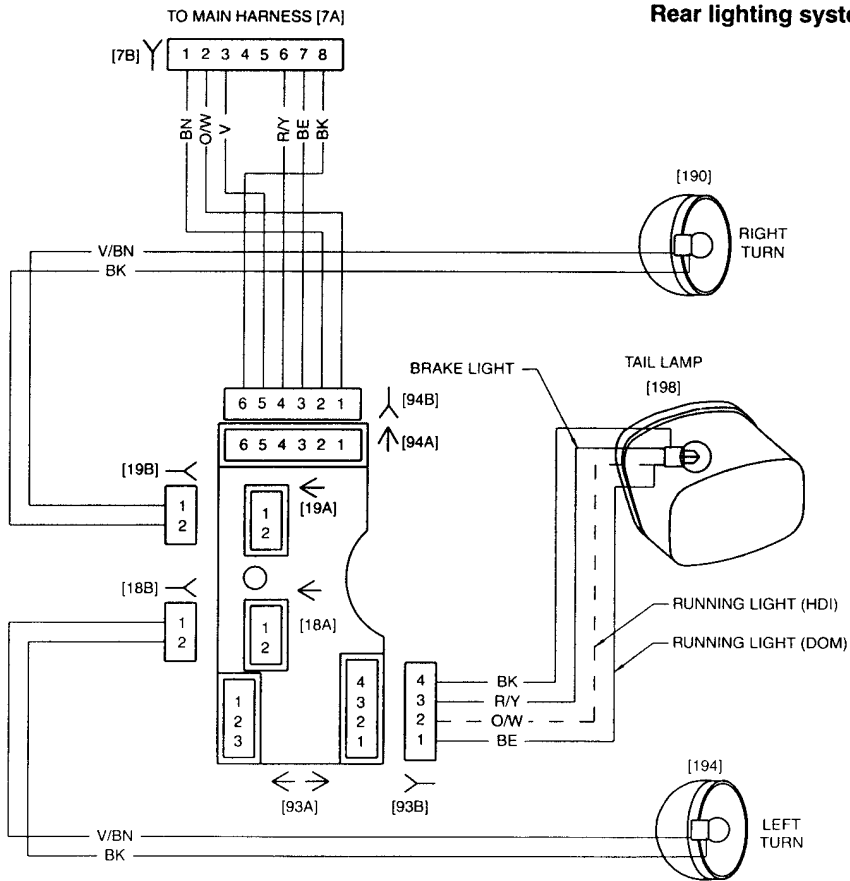 Rear lighting syste
TO MAIN HARNESS [7A]
[7B]
1 2 3 4 5 6 7 8
BN
O/W
V
R/Y
BE
BK
[190]
RIGHT
TURN
V/BN
BK
BRAKE LIGHT
TAIL LAMP
[198]
6 5 4 3 2 1
[94B]
6 5 4 3 2 1
[94A]
[19B]
1
2
[19A]
1
2
[18B]
1
2
[18A]
1
2
RUNNING LIGHT (HDI)
RUNNING LIGHT (DOM)
1
2
3
4
3
2
1
4
3
2
1
BK
R/Y
O/W
BE
[93A]
[93B]
[194]
LEFT
TURN
V/BN
BK